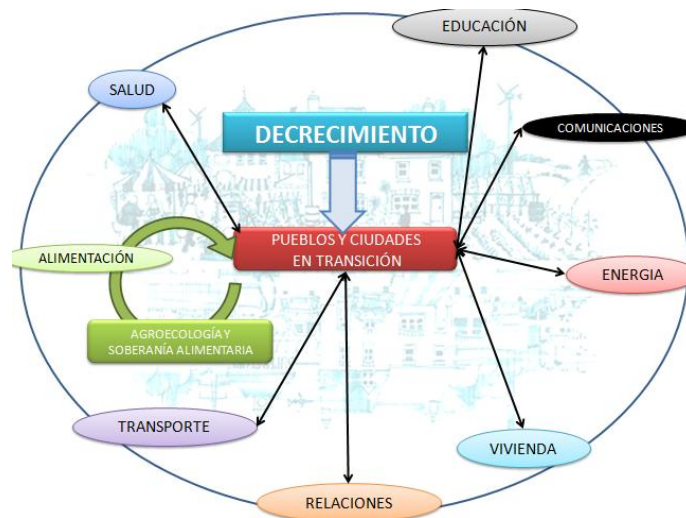 EDUCACIÓN
SALUD
DECRECIMIENTO
COMUNICACIONES
PUEBLOS Y CIUDADES
EN TRANSICIÓN
ALIMENTACIÓN
ENERGIA
AGROECOLOGÍA Y
SOBERANÍA ALIMENTARIA
TRANSPORTE
VIVIENDA
RELACIONES